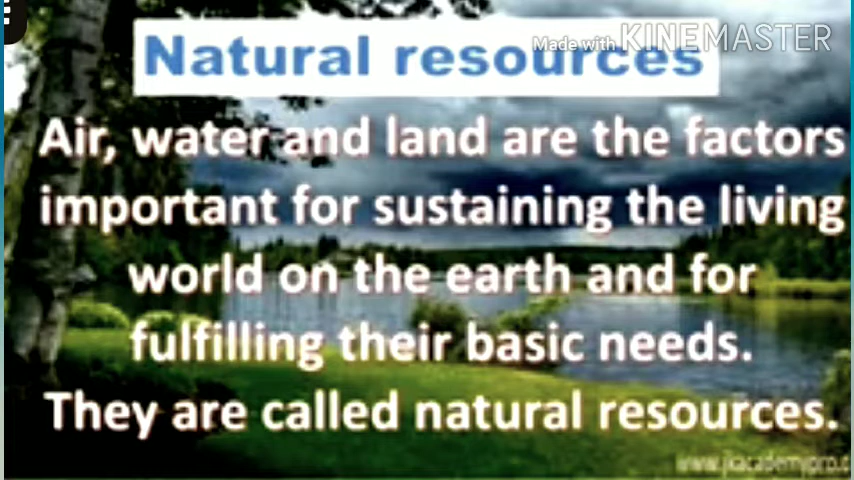 Natural resources
Made with KINEMASTER
Air, water and land are the factors
important for sustaining the living
world on the earth and for
fulfilling their basic needs.
They are called natural resources.